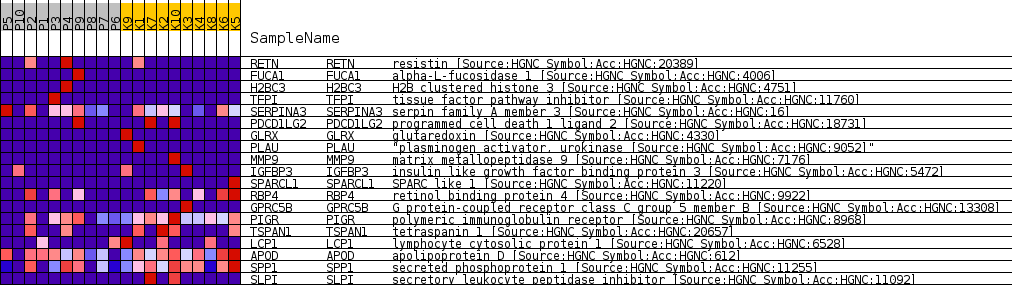 P5 P10 P2 P1 P3 P4 P9 P8 P7 P6 K9 K1 K7 K2 K10 K3 K4 K8 K6 K5
SampleName
RETN RETN resistin [Source:HGNC Symbol;Acc:HGNC:20389]
FUCA1 FUCA1 alpha-L-fucosidase 1 [Source:HGNC Symbol;Acc:HGNC:4006]
H2BC3 H2BC3 H2B clustered histone 3 [Source:HGNC Symbol;Acc:HGNC:4751]
TFPI TFPI tissue factor pathway inhibitor [Source:HGNC Symbol;Acc:HGNC:11760]
SERPINA3 SERPINA3 serpin family A member 3 [Source:HGNC Symbol;Acc:HGNC:16]
PDCD1LG2 PDCD1LG2 programmed cell death 1 ligand 2 [Source:HGNC Symbol;Acc:HGNC:18731]
GLRX GLRX glutaredoxin [Source:HGNC Symbol;Acc:HGNC:4330]
PLAU PLAU "plasminogen activator, urokinase [Source:HGNC Symbol;Acc:HGNC:9052]"
MMP9 MMP9 matrix metallopeptidase 9 [Source:HGNC Symbol;Acc:HGNC:7176]
IGFBP3 IGFBP3 insulin like growth factor binding protein 3 [Source:HGNC Symbol;Acc:HGNC:5472]
SPARCL1 SPARCL1 SPARC like 1 [Source:HGNC Symbol;Acc:HGNC:11220]
RBP4 RBP4 retinol binding protein 4 [Source:HGNC Symbol;Acc:HGNC:9922]
GPRC5B GPRC5B G protein-coupled receptor class C group 5 member B [Source:HGNC Symbol;Acc:HGNC:13308]
PIGR PIGR polymeric immunoglobulin receptor [Source:HGNC Symbol;Acc:HGNC:8968]
TSPAN1 TSPAN1 tetraspanin 1 [Source:HGNC Symbol;Acc:HGNC:20657]
LCP1 LCP1 lymphocyte cytosolic protein 1 [Source:HGNC Symbol;Acc:HGNC:6528]
APOD APOD apolipoprotein D [Source:HGNC Symbol;Acc:HGNC:612]
SPP1 SPP1 secreted phosphoprotein 1 [Source:HGNC Symbol;Acc:HGNC:11255]
SLPI SLPI secretory leukocyte peptidase inhibitor [Source:HGNC Symbol;Acc:HGNC:11092]